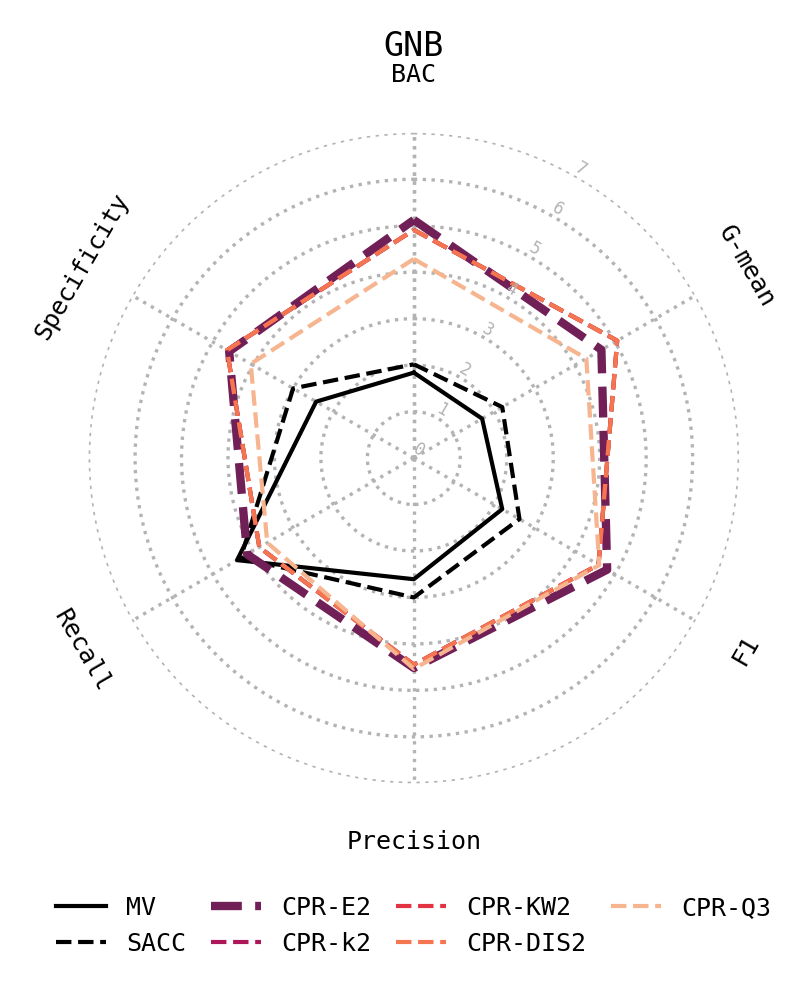 GNB
BAC
Specificity
G-mean
7
6
5
4
3
2
1
0
Recall
F1
Precision
MV
CPR-E2
CPR-KW2
CPR-Q3
SACC
CPR-k2
CPR-DIS2